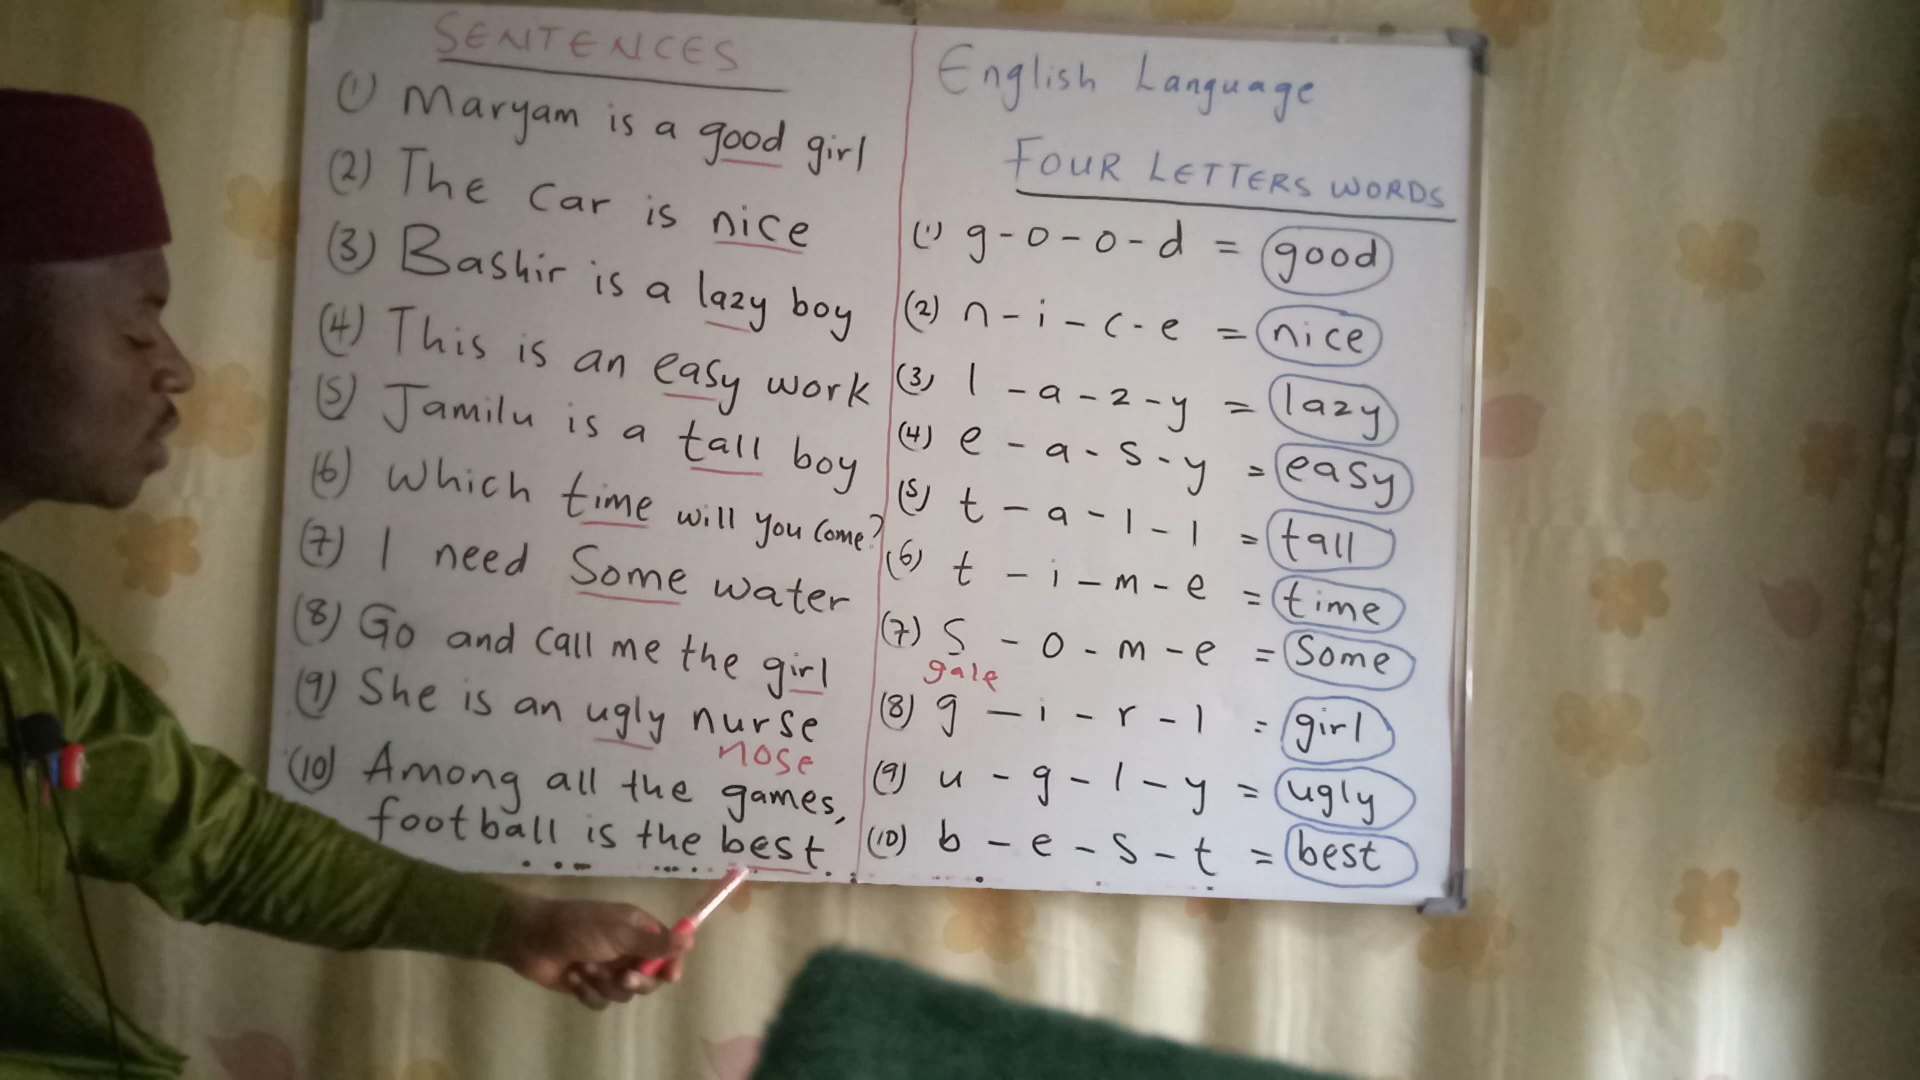 SENTENCES
(1) Maryam is a good girl
(2) The car is nice
(3) Bashir is a lazy boy
(4) This is an easy work
(5) Jamilu is a tall boy
(6) Which time will you come?
(7) I need Some water
(8) Go and call me the girl
(9) She is an ugly nurse
nose
(10) Among all the games,
football is the best
English Language
FOUR LETTERS WORDS
(1) g-o-o-d = good
(2) n-i-c-e = nice
(3) l-a-z-y = lazy
(4) e-a-s-y = easy
(5) t-a-l-l = tall
(6) t-i-m-e = time
(7) S-o-m-e = Some
gale
(8) g-i-r-l = girl
(9) u-g-l-y = ugly
(10) b-e-s-t = best